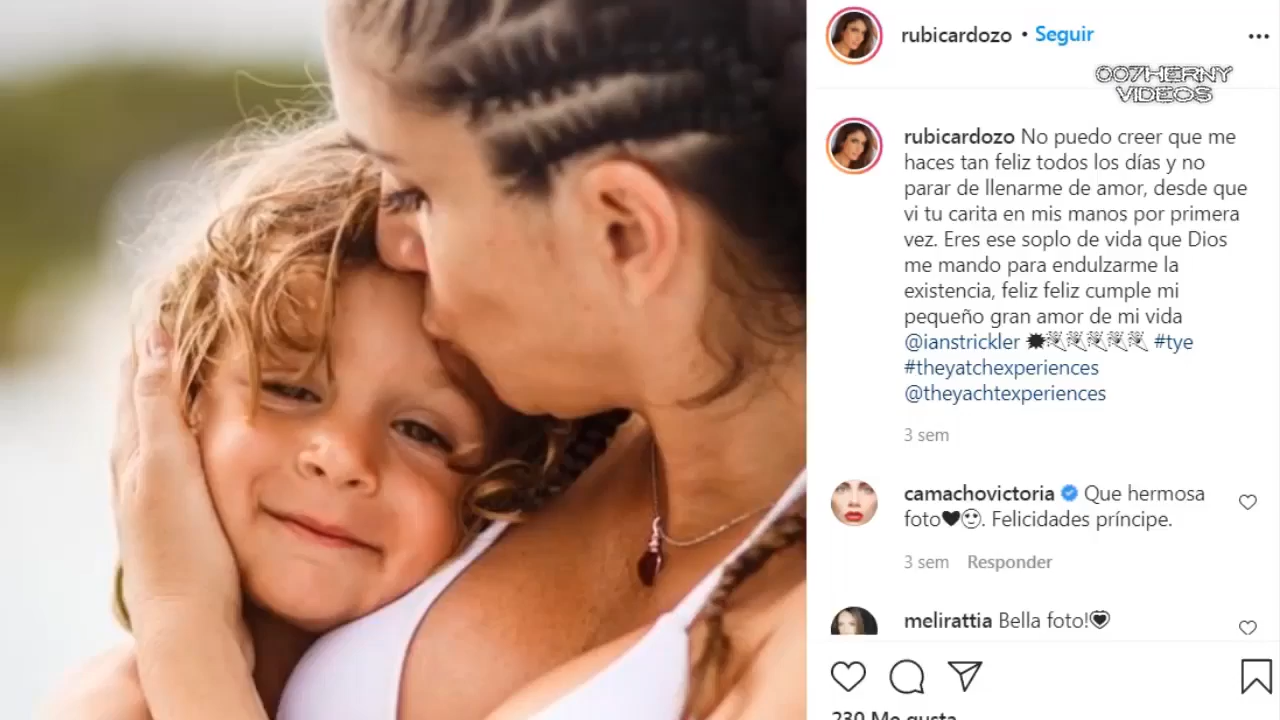 rubicardozo • Seguir
007HERNY
VIDEOS
rubicardozo No puedo creer que me
haces tan feliz todos los días y no
parar de llenarme de amor, desde que
vi tu carita en mis manos por primera
vez. Eres ese soplo de vida que Dios
me mando para endulzarme la
existencia, feliz feliz cumple mi
pequeño gran amor de mi vida
@ianstrickler #tye
#theyatchexperiences
@theyachtexperiences
3 sem
camachovictoria Que hermosa
foto. Felicidades príncipe.
3 sem Responder
melirattia Bella foto!
230 Me gusta